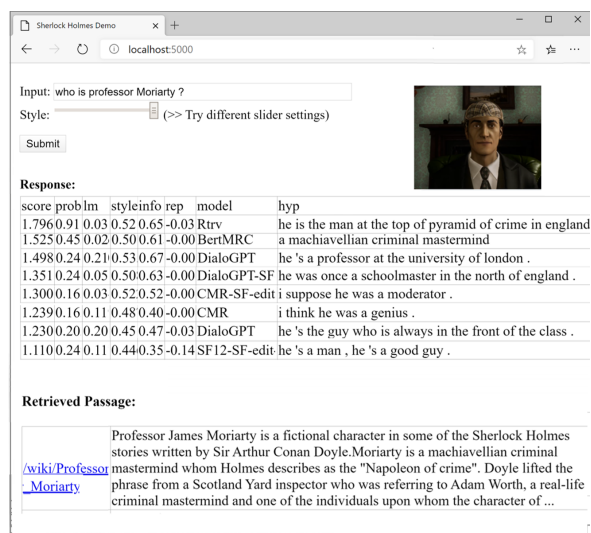 Sherlock Holmes Demo
localhost:5000
Input: who is professor Moriarty ?
Style: (>> Try different slider settings)
Submit
Response:
score prob lm style info rep model hyp
1.796 0.91 0.03 0.52 0.65 -0.03 Rtrv he is the man at the top of pyramid of crime in england
1.525 0.45 0.02 0.50 0.61 -0.00 BertMRC a machiavellian criminal mastermind
1.498 0.24 0.21 0.53 0.67 -0.00 DialoGPT he 's a professor at the university of london .
1.351 0.24 0.05 0.50 0.63 -0.00 DialoGPT-SF he was once a schoolmaster in the north of england .
1.300 0.16 0.03 0.52 0.52 -0.00 CMR-SF-edit i suppose he was a moderator .
1.239 0.16 0.11 0.48 0.40 -0.00 CMR i think he was a genius .
1.230 0.20 0.20 0.45 0.47 -0.03 DialoGPT he 's the guy who is always in the front of the class .
1.110 0.24 0.11 0.44 0.35 -0.14 SF12-SF-edit- he 's a man , he 's a good guy .
Retrieved Passage:
/wiki/Professor
_Moriarty
Professor James Moriarty is a fictional character in some of the Sherlock Holmes
stories written by Sir Arthur Conan Doyle.Moriarty is a machiavellian criminal
mastermind whom Holmes describes as the "Napoleon of crime". Doyle lifted the
phrase from a Scotland Yard inspector who was referring to Adam Worth, a real-life
criminal mastermind and one of the individuals upon whom the character of ...